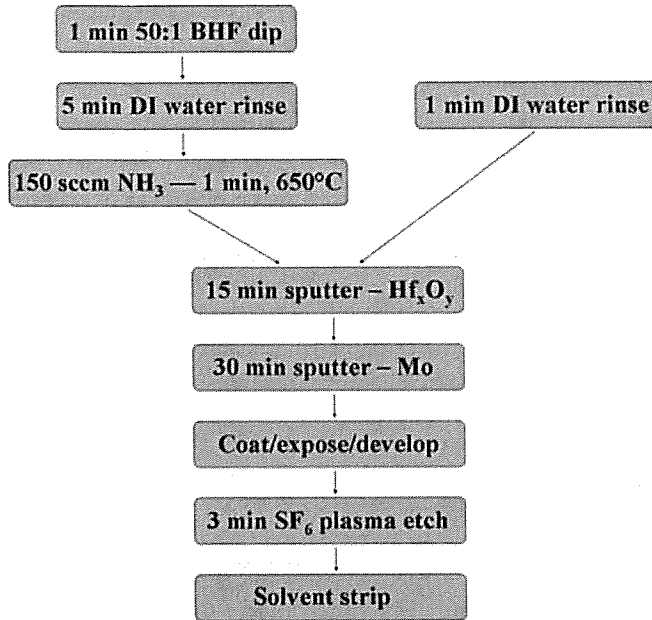 1 min 50:1 BHF dip
5 min DI water rinse
1 min DI water rinse
150 sccm NH₃ — 1 min, 650°C
15 min sputter – HfₓOᵧ
30 min sputter – Mo
Coat/expose/develop
3 min SF₆ plasma etch
Solvent strip